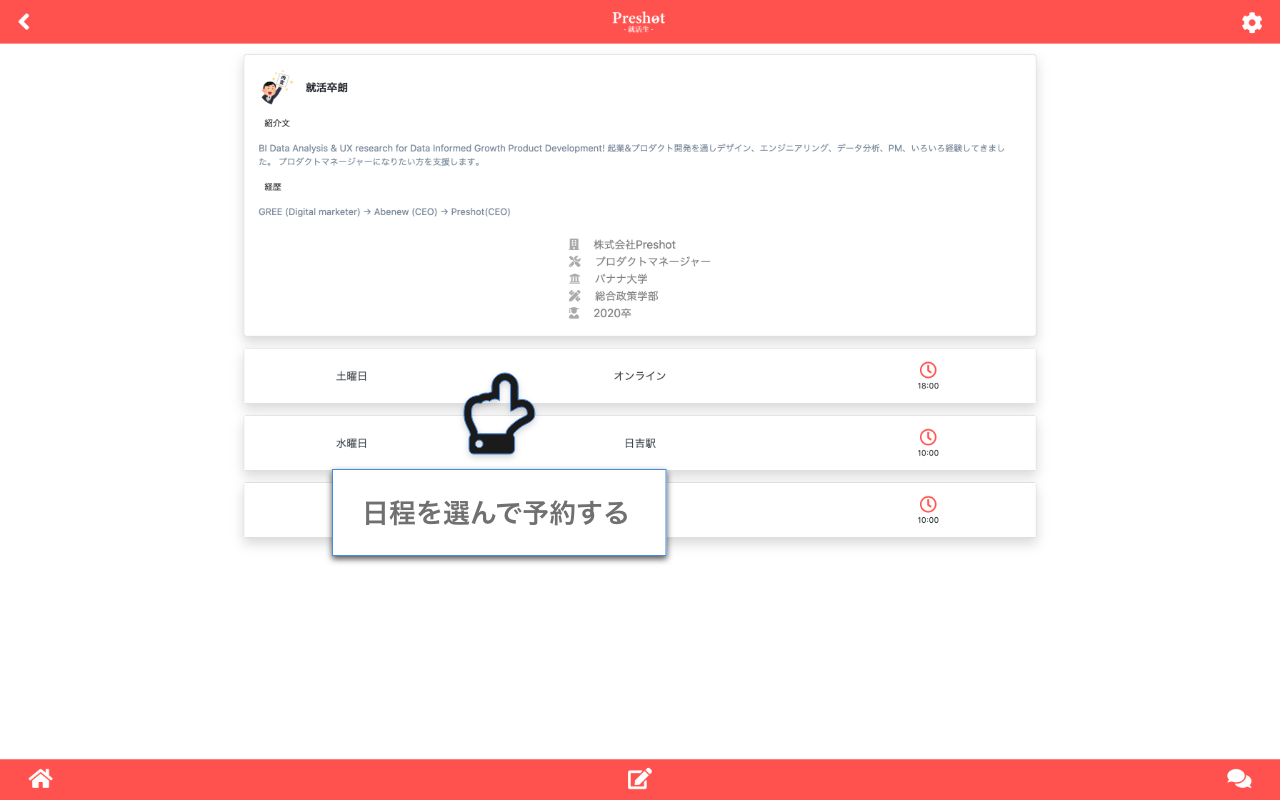 Preshot
- 就活生 -
就活卒朗
紹介文
BI Data Analysis & UX research for Data Informed Growth Product Development! 起業&プロダクト開発を通しデザイン、エンジニアリング、データ分析、PM、いろいろ経験してきまし
た。 プロダクトマネージャーになりたい方を支援します。
経歴
GREE (Digital marketer) → Abenew (CEO) → Preshot(CEO)
株式会社Preshot
プロダクトマネージャー
バナナ大学
総合政策学部
2020卒
土曜日 オンライン 18:00
水曜日 日吉駅 10:00
10:00
日程を選んで予約する